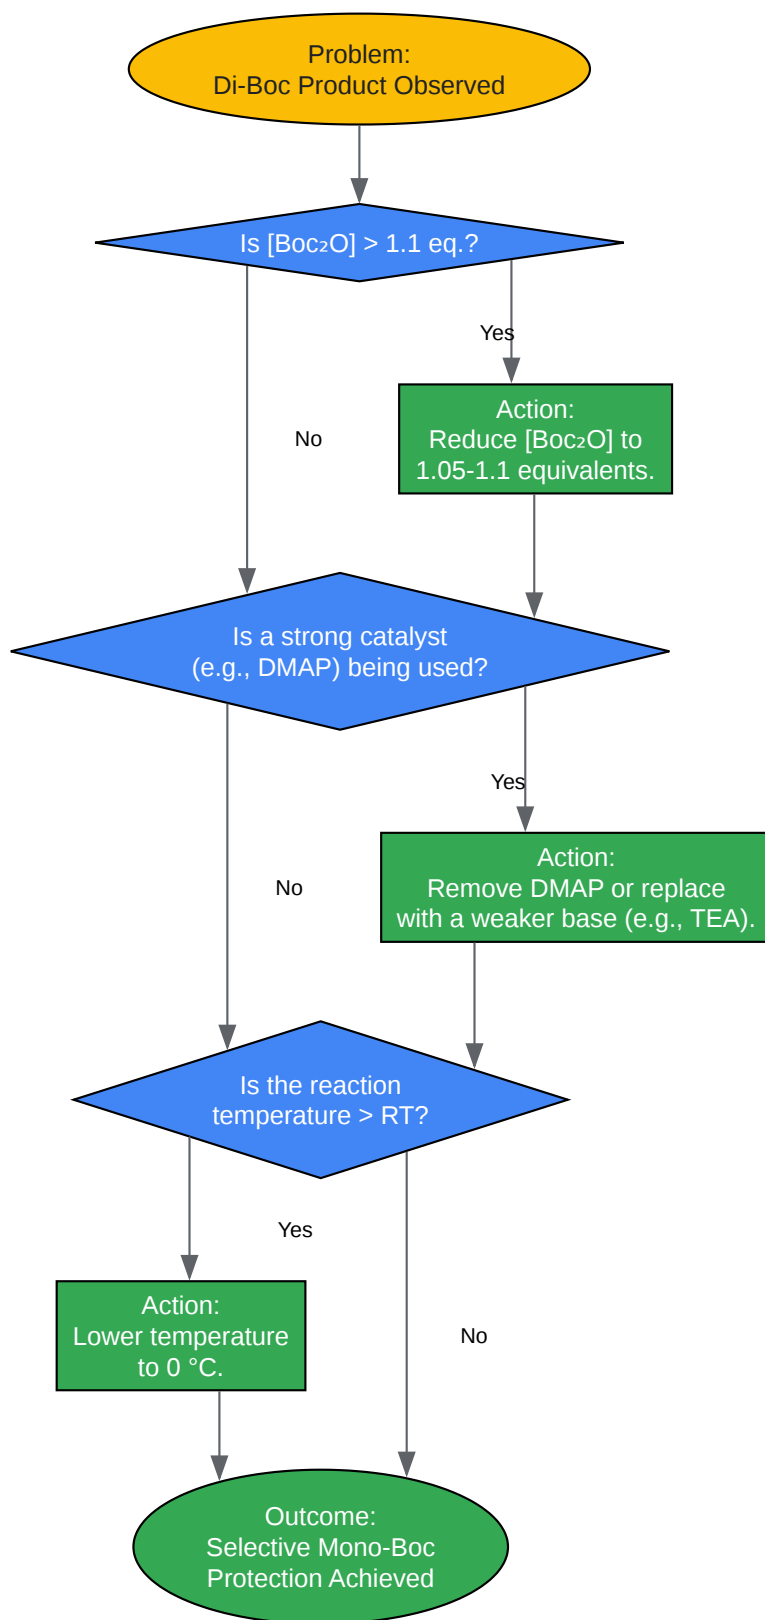 Problem:
Di-Boc Product Observed
Is [Boc₂O] > 1.1 eq.?
Yes
Action:
Reduce [Boc₂O] to
1.05-1.1 equivalents.
No
Is a strong catalyst
(e.g., DMAP) being used?
Yes
Action:
Remove DMAP or replace
with a weaker base (e.g., TEA).
No
Is the reaction
temperature > RT?
Yes
Action:
Lower temperature
to 0 °C.
No
Outcome:
Selective Mono-Boc
Protection Achieved